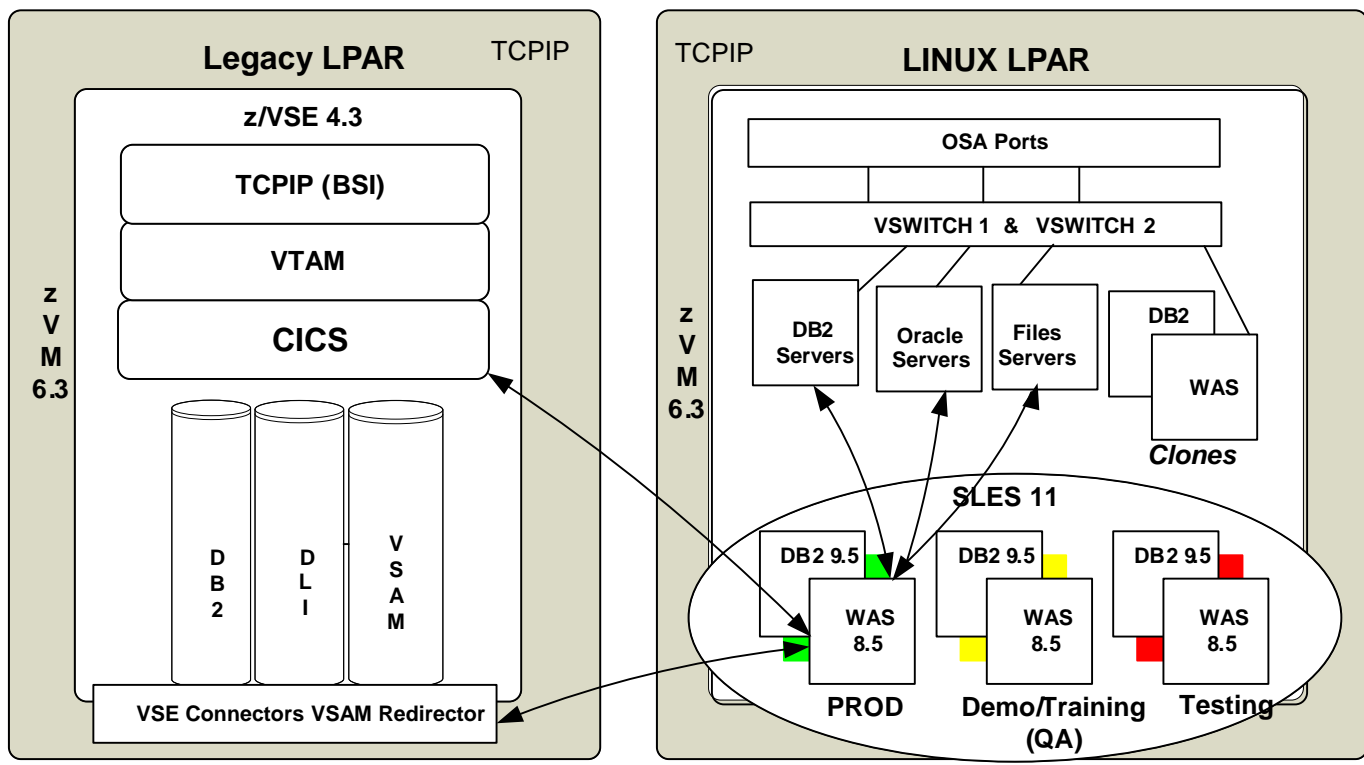 Legacy LPAR
TCPIP
z/VSE 4.3
TCPIP (BSI)
VTAM
CICS
z
V
M
6.3
D
B
2
D
L
I
V
S
A
M
VSE Connectors VSAM Redirector
TCPIP
LINUX LPAR
OSA Ports
VSWITCH 1 & VSWITCH 2
z
V
M
6.3
DB2
Servers
Oracle
Servers
Files
Servers
DB2
WAS
Clones
SLES 11
DB2 9.5
WAS
8.5
PROD
DB2 9.5
WAS
8.5
Demo/Training
(QA)
DB2 9.5
WAS
8.5
Testing